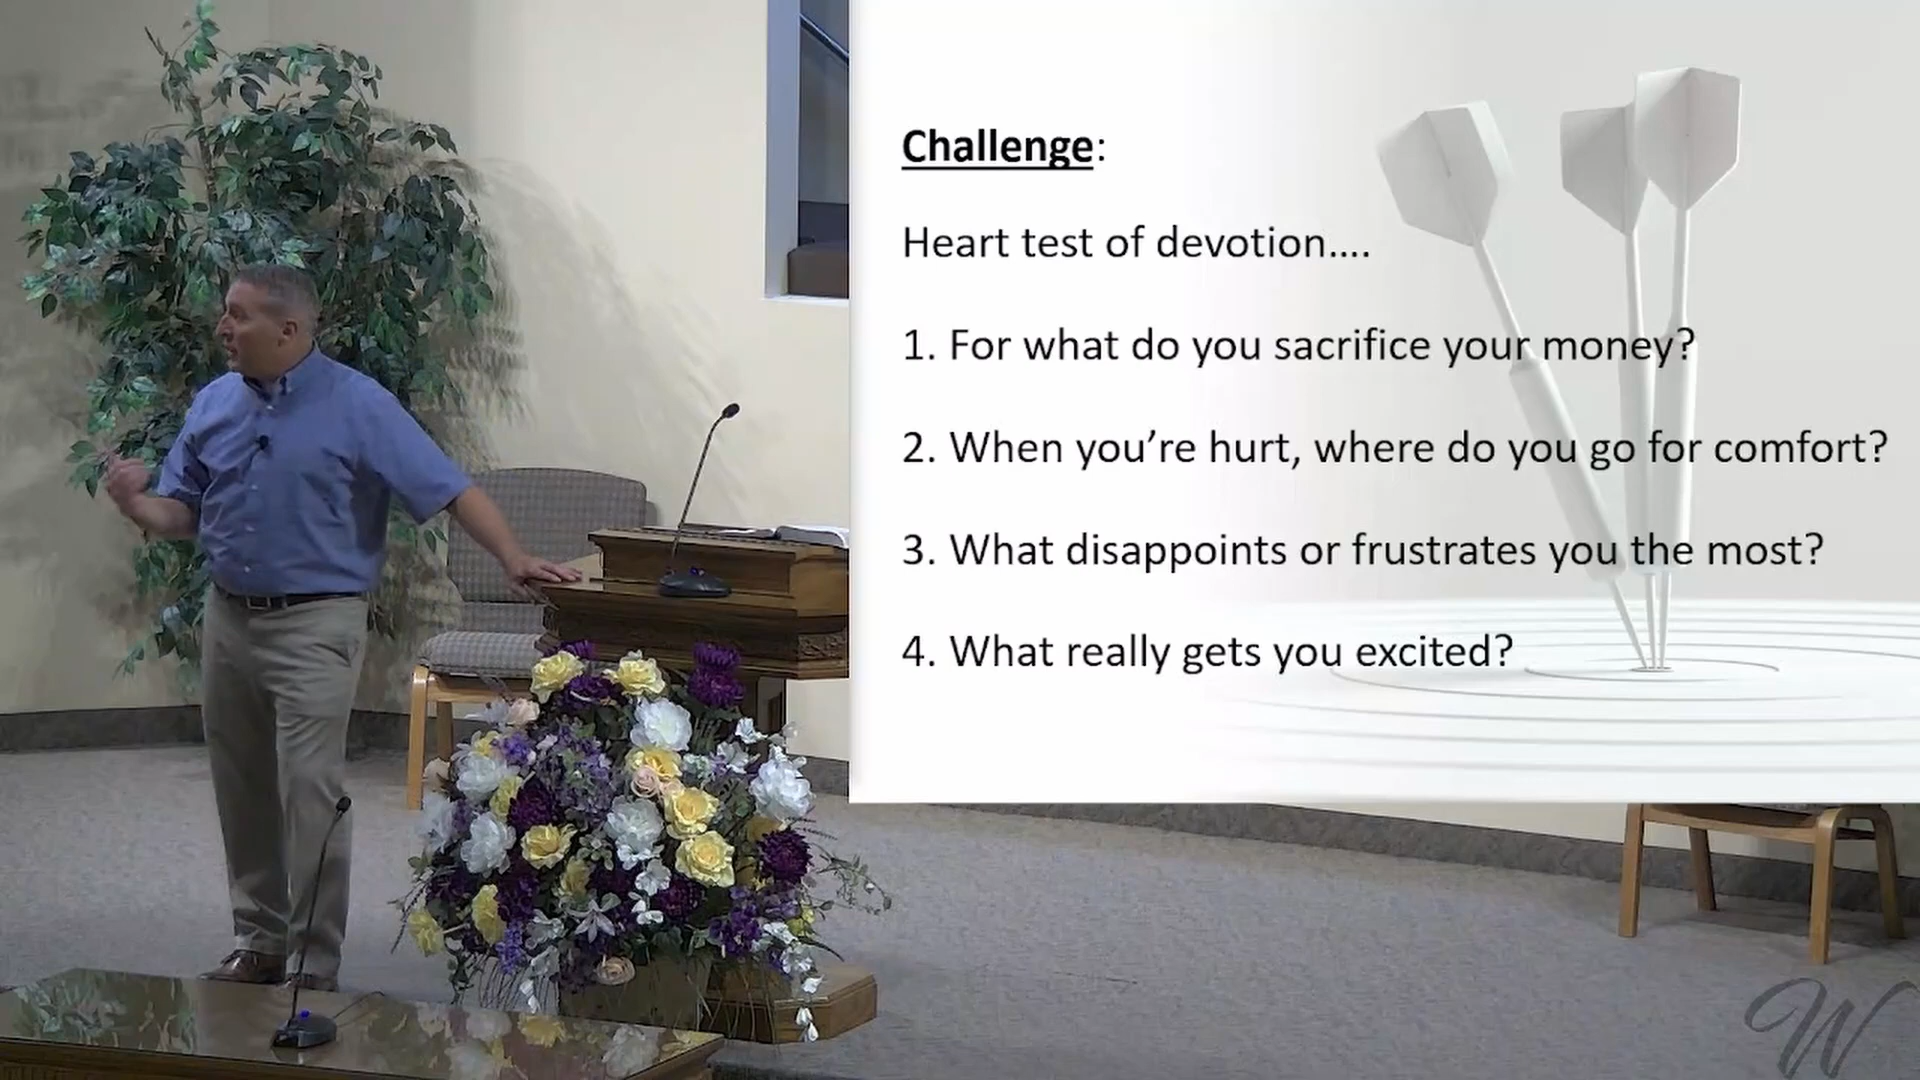 Challenge:
Heart test of devotion....
1. For what do you sacrifice your money?
2. When you’re hurt, where do you go for comfort?
3. What disappoints or frustrates you the most?
4. What really gets you excited?
W